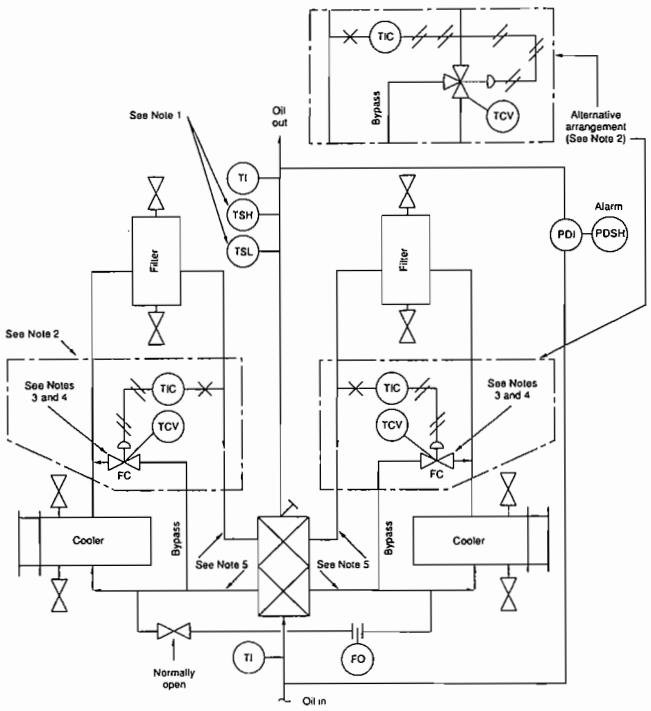 TIC
Bypass
TCV
Alternative
arrangement
(See Note 2)
See Note 1
Oil
out
TI
TSH
TSL
Alarm
PDI
PDSH
Filter
Filter
See Note 2
See Notes
3 and 4
TIC
TCV
FC
TIC
TCV
FC
See Notes
3 and 4
Cooler
Bypass
See Note 5
See Note 5
Bypass
Cooler
Normally
open
TI
FO
Oil in